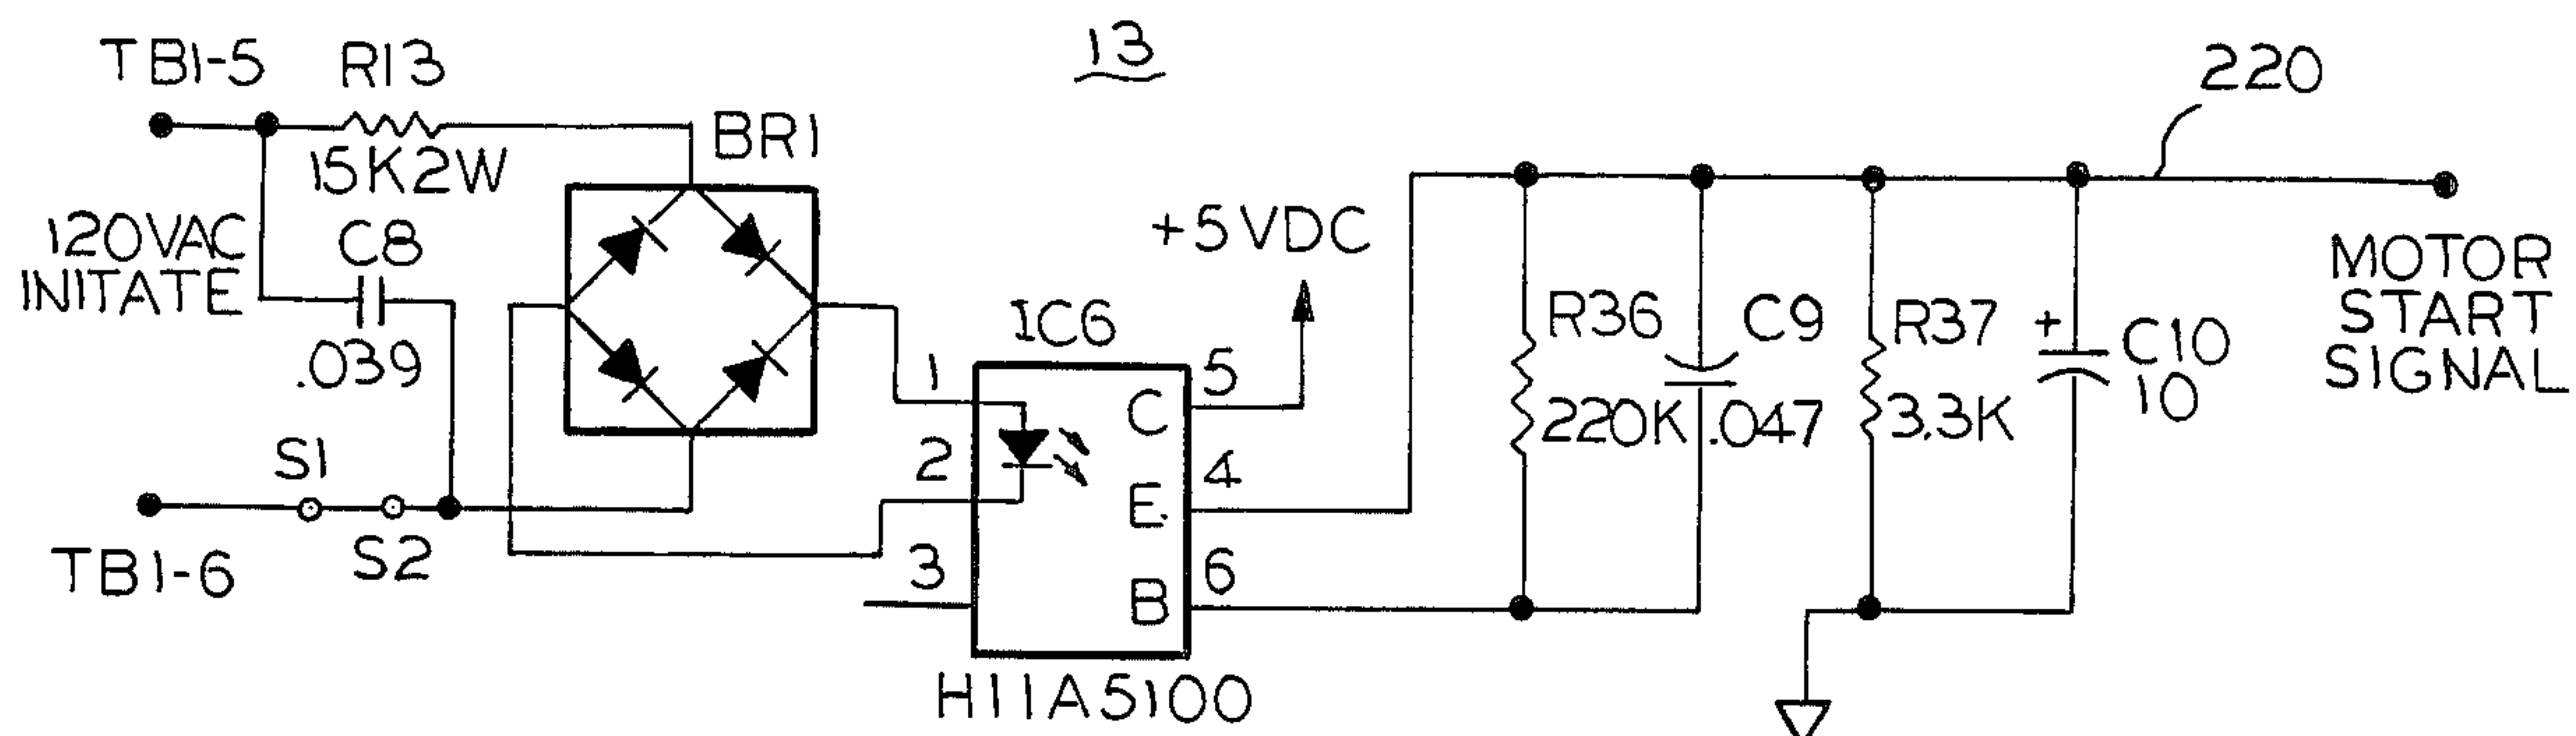 13
TB1-5
R13
15K2W
BR1
220
120VAC
INITATE
C8
.039
+5VDC
IC6
1
2
3
C
E.
B
5
4
6
H11A5100
S1
S2
TB1-6
R36
220K
C9
.047
R37
3.3K
+
C10
10
MOTOR
START
SIGNAL